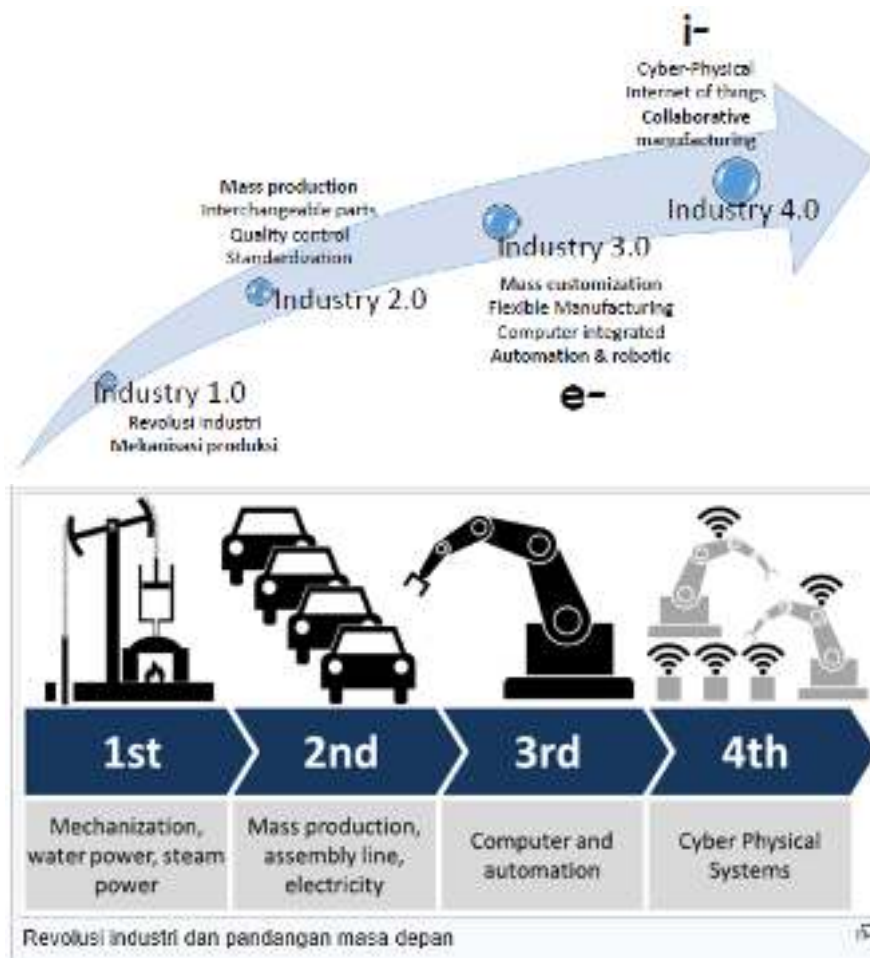 i-
Cyber-Physical
Internet of things
Collaborative
manufacturing
Industry 4.0
Mass production
Interchangeable parts
Quality control
Standardization
Industry 2.0
Industry 3.0
Mass customization
Flexible Manufacturing
Computer integrated
Automation & robotic
e-
Industry 1.0
Revolusi industri
Mekanisasi produksi
1st
2nd
3rd
4th
Mechanization,
water power, steam
power
Mass production,
assembly line,
electricity
Computer and
automation
Cyber Physical
Systems
Revolusi industri dan pandangan masa depan